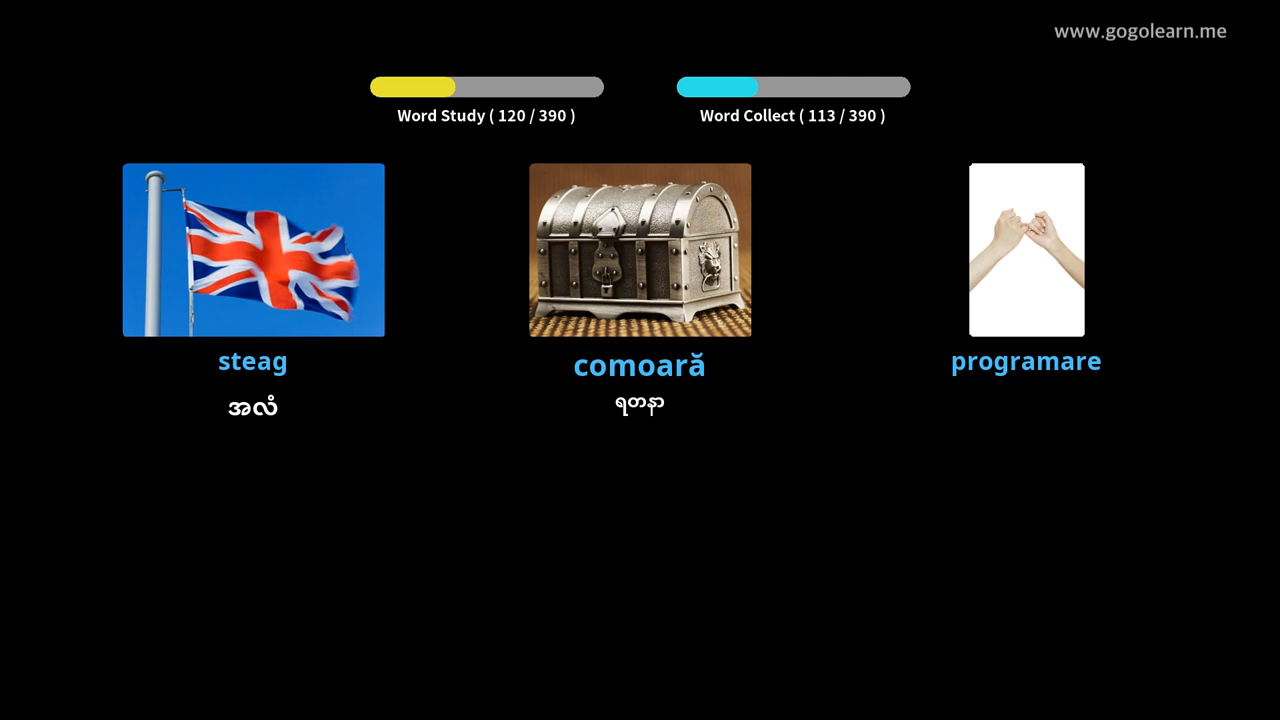 www.gogolearn.me
Word Study ( 120 / 390 )
Word Collect ( 113 / 390 )
steag
comoară
programare
အလံ
ရတနာ